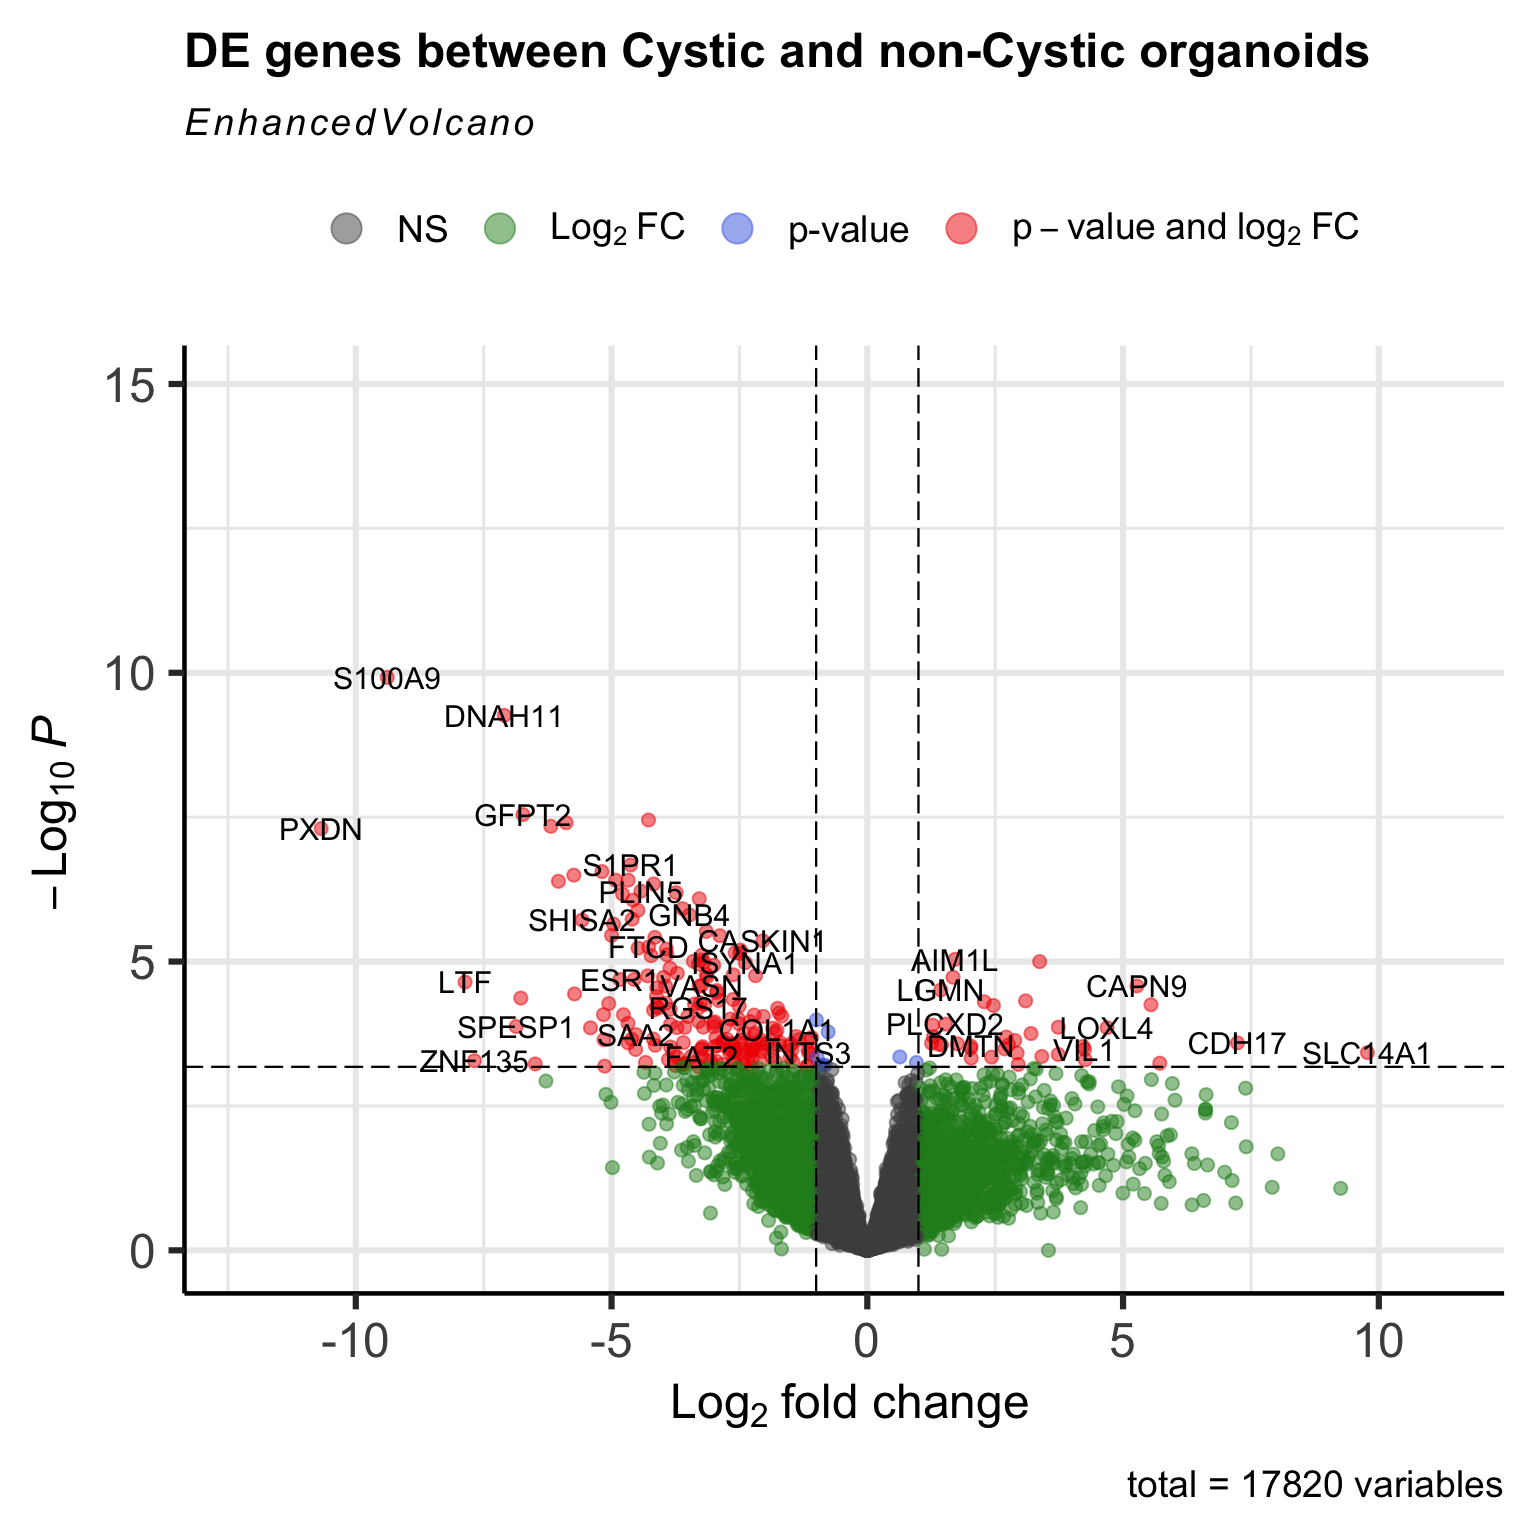 DE genes between Cystic and non-Cystic organoids
EnhancedVolcano
NS Log2 FC p-value p – value and log2 FC
15
10
5
0
–Log10 P
S100A9
DNAH11
GFPT2
PXDN
S1PR1
PLIN5
GNB4
SHISA2
CASKIN1
FTCD
ISYNA1
AIM1L
LTF
ESR1
VASN
LGMN
CAPN9
RGS17
SPESP1
SAA2
COL1A1
PLCXD2
LOXL4
ZNF135
FAT2
INTS3
DMTN
VIL1
CDH17
SLC14A1
-10 -5 0 5 10
Log2 fold change
total = 17820 variables